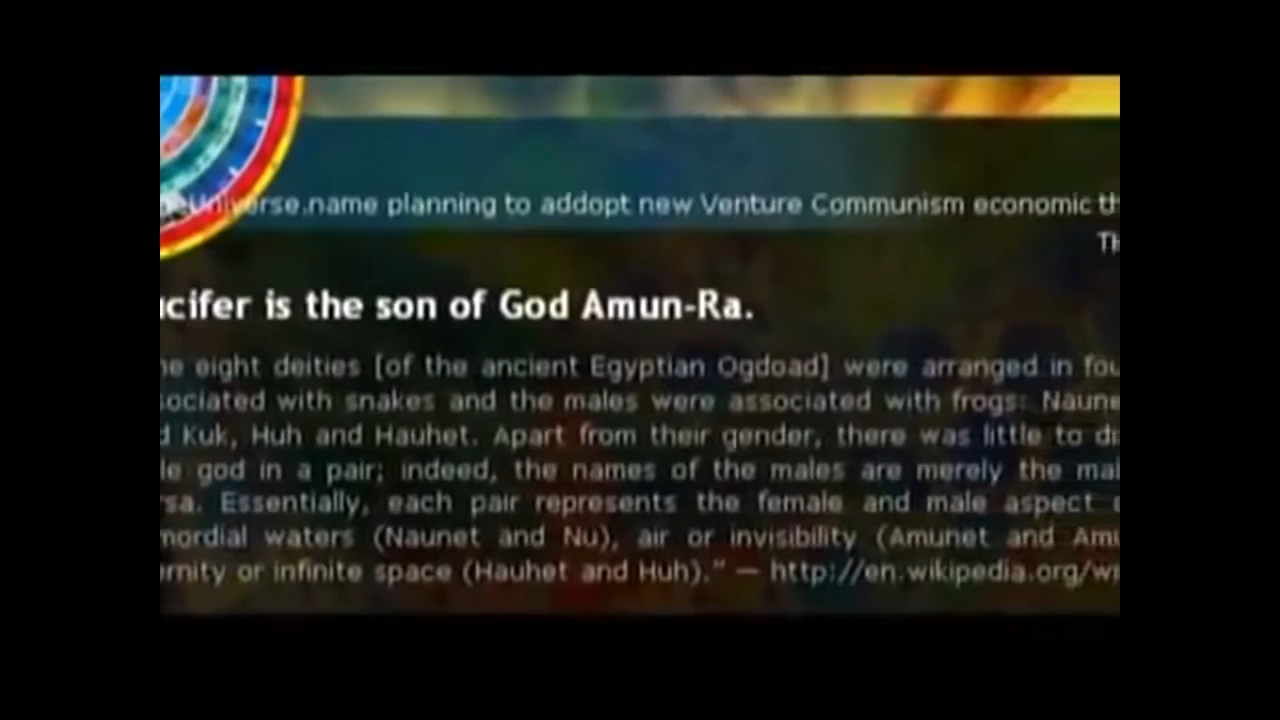 Universe.name planning to addopt new Venture Communism economic th
Th
ucifer is the son of God Amun-Ra.
he eight deities [of the ancient Egyptian Ogdoad] were arranged in fou
sociated with snakes and the males were associated with frogs: Naune
d Kuk, Huh and Hauhet. Apart from their gender, there was little to di
le god in a pair; indeed, the names of the males are merely the mal
rsa. Essentially, each pair represents the female and male aspect o
mordial waters (Naunet and Nu), air or invisibility (Amunet and Amu
rnity or infinite space (Hauhet and Huh)." — http://en.wikipedia.org/wi